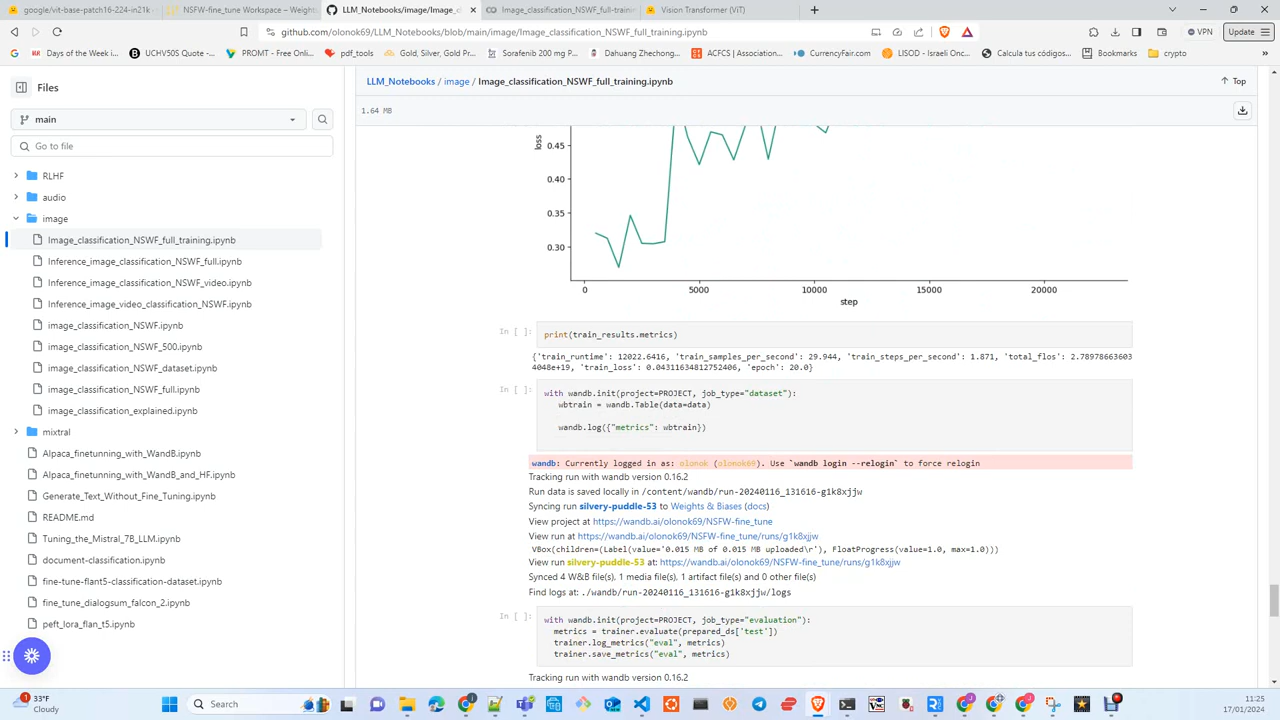 google/vit-base-patch16-224-in21k
NSFW-fine_tune Workspace – Weight
LLM_Notebooks/image/Image_c
Image_classification_NSWF_full-trainin
Vision Transformer (ViT)
github.com/olonok69/LLM_Notebooks/blob/main/image/Image_classification_NSWF_full_training.ipynb
VPN
Update
Days of the Week i...
UCHV50S Quote -...
PROMT - Free Onli...
pdf_tools
Gold, Silver, Gold Pr...
Sorafenib 200 mg P...
Dahuang Zhechong...
ACFCS | Association...
CurrencyFair.com
LISOD - Israeli Onco...
Calcula tus códigos...
Bookmarks
crypto
Files
main
Go to file
RLHF
audio
image
Image_classification_NSWF_full_training.ipynb
Inference_image_classification_NSWF_full.ipynb
Inference_image_classification_NSWF_video.ipynb
Inference_image_video_classification_NSWF.ipynb
image_classification_NSWF.ipynb
image_classification_NSWF_500.ipynb
image_classification_NSWF_dataset.ipynb
image_classification_NSWF_full.ipynb
image_classification_explained.ipynb
mixtral
Alpaca_finetunning_with_WandB.ipynb
Alpaca_finetunning_with_WandB_and_HF.ipynb
Generate_Text_Without_Fine_Tuning.ipynb
README.md
Tuning_the_Mistral_7B_LLM.ipynb
document-classification.ipynb
fine-tune-flant5-classification-dataset.ipynb
fine_tune_dialogsum_falcon_2.ipynb
peft_lora_flan_t5.ipynb
LLM_Notebooks / image / Image_classification_NSWF_full_training.ipynb
Top
1.64 MB
loss
0.45
0.40
0.35
0.30
0 5000 10000 15000 20000
step
In [ ]: print(train_results.metrics)
{'train_runtime': 12022.6416, 'train_samples_per_second': 29.944, 'train_steps_per_second': 1.871, 'total_flos': 2.78978663603
4048e+19, 'train_loss': 0.04311634812752406, 'epoch': 20.0}
In [ ]: with wandb.init(project=PROJECT, job_type="dataset"):
wbtrain = wandb.Table(data=data)
wandb.log({"metrics": wbtrain})
wandb: Currently logged in as: olonok (olonok69). Use `wandb login --relogin` to force relogin
Tracking run with wandb version 0.16.2
Run data is saved locally in /content/wandb/run-20240116_131616-g1k8xjjw
Syncing run silvery-puddle-53 to Weights & Biases (docs)
View project at https://wandb.ai/olonok69/NSFW-fine_tune
View run at https://wandb.ai/olonok69/NSFW-fine_tune/runs/g1k8xjjw
VBox(children=(Label(value='0.015 MB of 0.015 MB uploaded\r'), FloatProgress(value=1.0, max=1.0)))
View run silvery-puddle-53 at: https://wandb.ai/olonok69/NSFW-fine_tune/runs/g1k8xjjw
Synced 4 W&B file(s), 1 media file(s), 1 artifact file(s) and 0 other file(s)
Find logs at: ./wandb/run-20240116_131616-g1k8xjjw/logs
In [ ]: with wandb.init(project=PROJECT, job_type="evaluation"):
metrics = trainer.evaluate(prepared_ds['test'])
trainer.log_metrics("eval", metrics)
trainer.save_metrics("eval", metrics)
Tracking run with wandb version 0.16.2
33°F
Cloudy
Search
11:25
17/01/2024